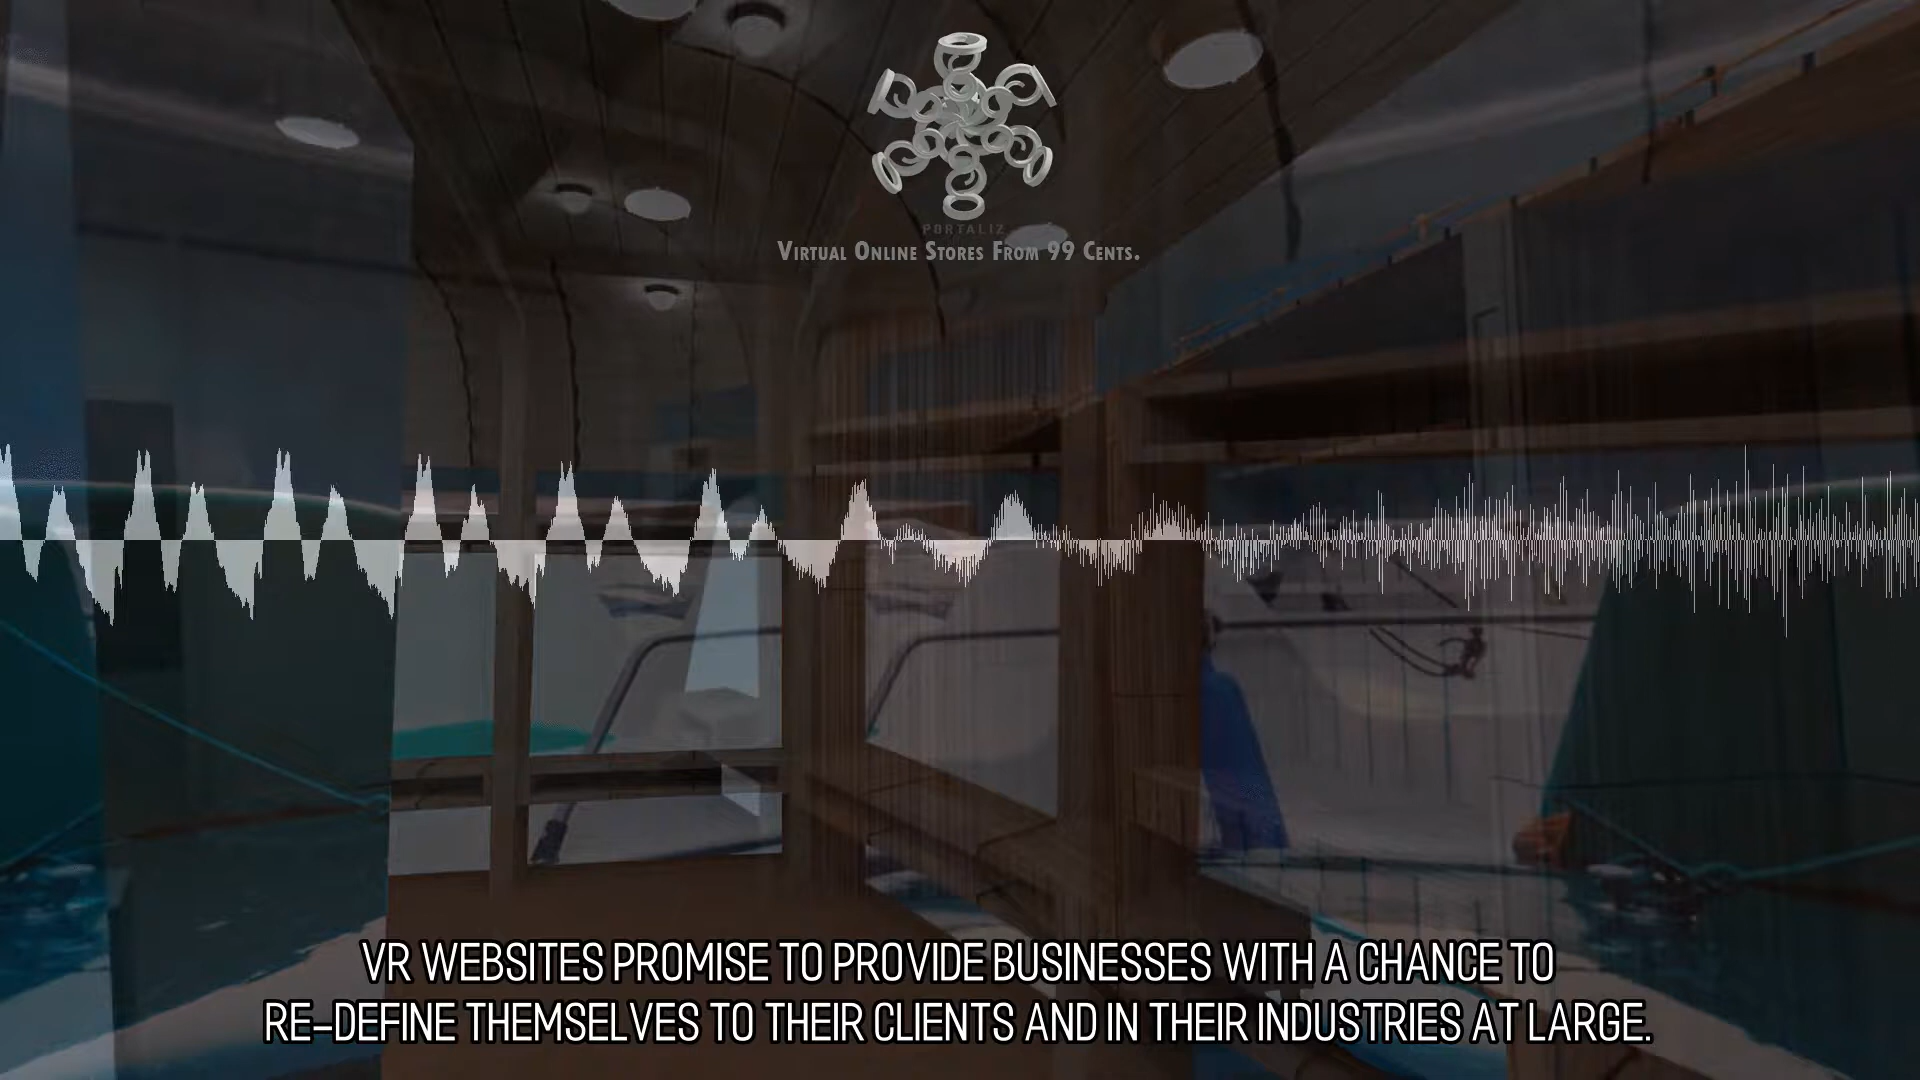 PORTALIZ
Virtual Online Stores From 99 Cents.
VR WEBSITES PROMISE TO PROVIDE BUSINESSES WITH A CHANCE TO
RE-DEFINE THEMSELVES TO THEIR CLIENTS AND IN THEIR INDUSTRIES AT LARGE.